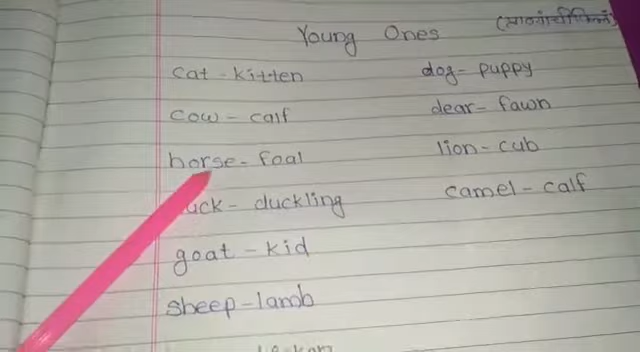 Young Ones
cat - kitten
cow - calf
horse - foal
duckling
goat - kid
sheep - lamb
dog - puppy
dear - fawn
lion - cub
camel - calf